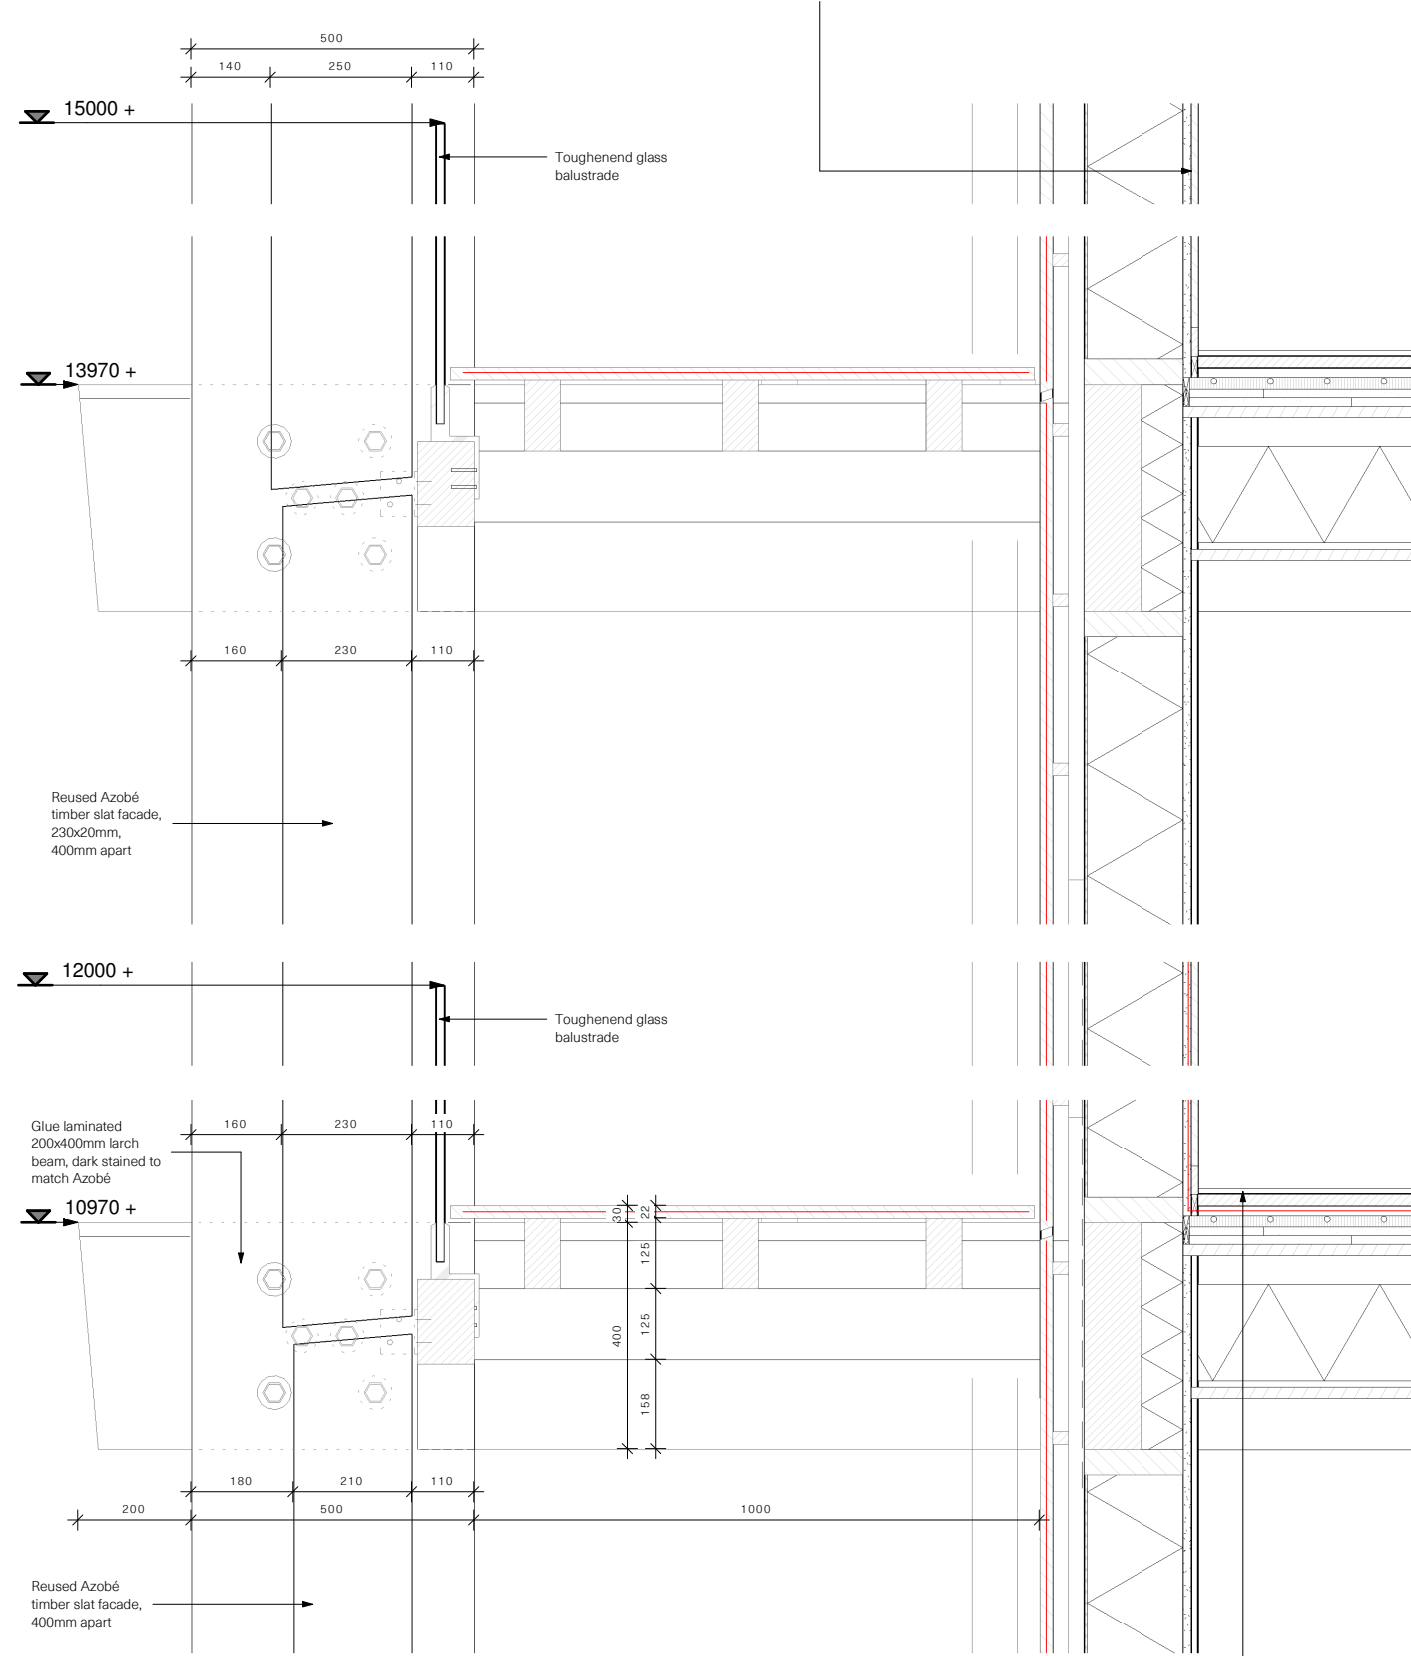 500
140 250 110
15000 +
Toughenend glass
balustrade
13970 +
160 230 110
Reused Azobé
timber slat facade,
230x20mm,
400mm apart
12000 +
Toughenend glass
balustrade
Glue laminated
200x400mm larch
beam, dark stained to
match Azobé
160 230 110
10970 +
30 22
125
400 125
158
180 210 110
200 500 1000
Reused Azobé
timber slat facade,
400mm apart